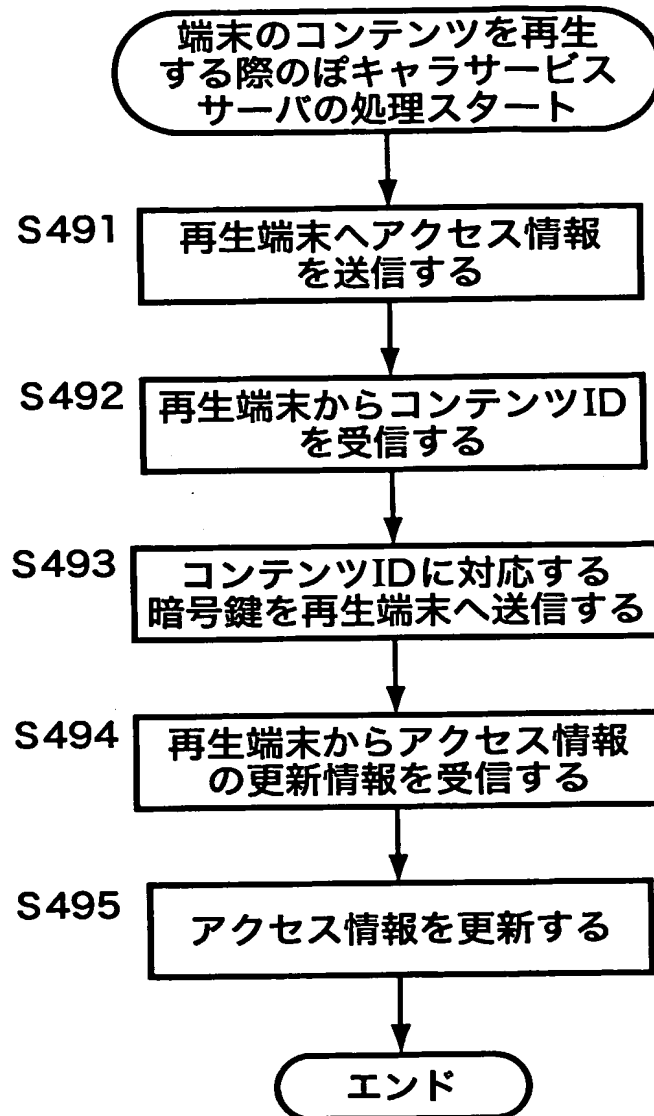 端末のコンテンツを再生
する際のぽキャラサービス
サーバの処理スタート
S491
再生端末へアクセス情報
を送信する
S492
再生端末からコンテンツID
を受信する
S493
コンテンツIDに対応する
暗号鍵を再生端末へ送信する
S494
再生端末からアクセス情報
の更新情報を受信する
S495
アクセス情報を更新する
エンド